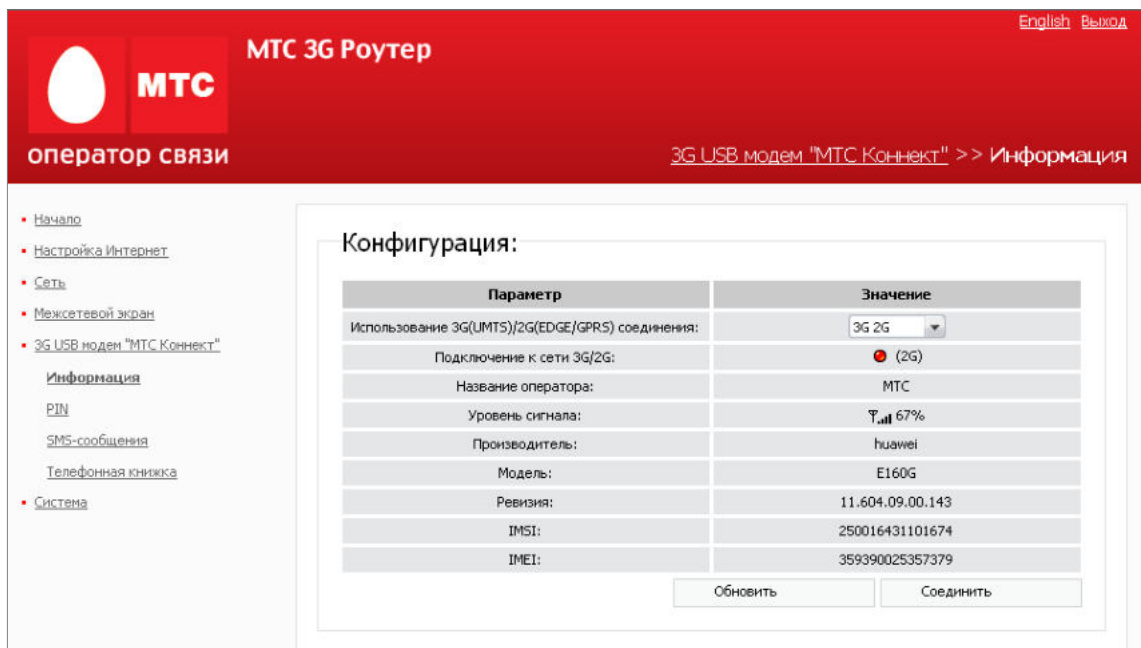 English Выход
МТС 3G Роутер
МТС
оператор связи
3G USB модем "МТС Коннект" >> Информация
Начало
Настройка Интернет
Сеть
Межсетевой экран
3G USB модем "МТС Коннект"
Информация
PIN
SMS-сообщения
Телефонная книжка
Система
Конфигурация:
Параметр Значение
Использование 3G(UMTS)/2G(EDGE/GPRS) соединения: 3G 2G
Подключение к сети 3G/2G: (2G)
Название оператора: МТС
Уровень сигнала: 67%
Производитель: huawei
Модель: E160G
Ревизия: 11.604.09.00.143
IMSI: 250016431101674
IMEI: 359390025357379
Обновить Соединить